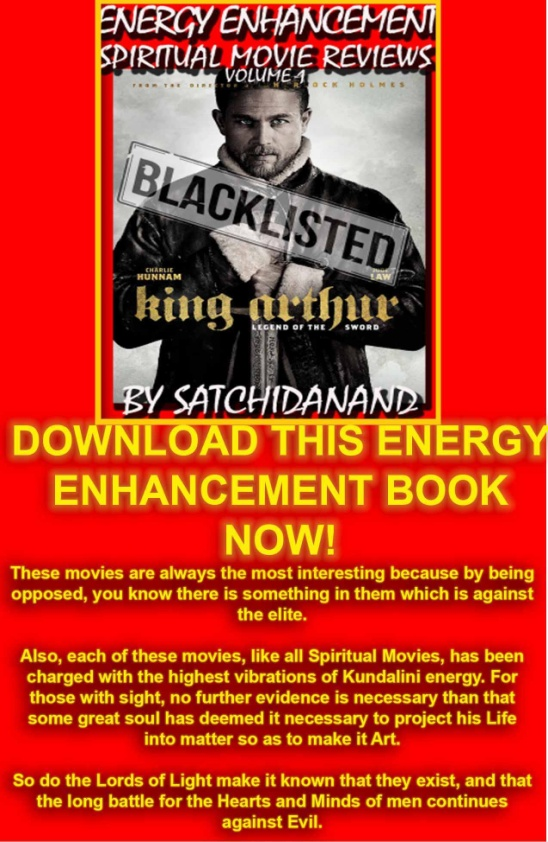 ENERGY ENHANCEMENT
SPIRITUAL MOVIE REVIEWS
VOLUME 4
FROM THE DIRECTOR HOLMES
BLACKLISTED
CHARLIE
HUNNAM
LAW
king arthur
LEGEND OF THE SWORD
BY SATCHIDANAND
DOWNLOAD THIS ENERGY
ENHANCEMENT BOOK
NOW!
These movies are always the most interesting because by being
opposed, you know there is something in them which is against
the elite.
Also, each of these movies, like all Spiritual Movies, has been
charged with the highest vibrations of Kundalini energy. For
those with sight, no further evidence is necessary than that
some great soul has deemed it necessary to project his Life
into matter so as to make it Art.
So do the Lords of Light make it known that they exist, and that
the long battle for the Hearts and Minds of men continues
against Evil.